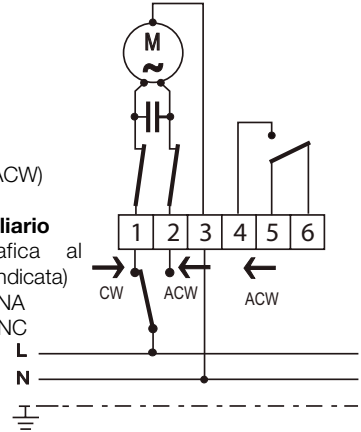 M
~
ACW)
liario
afica al
ndicata)
NA
NC
1 2 3 4 5 6
CW ACW ACW
L
N